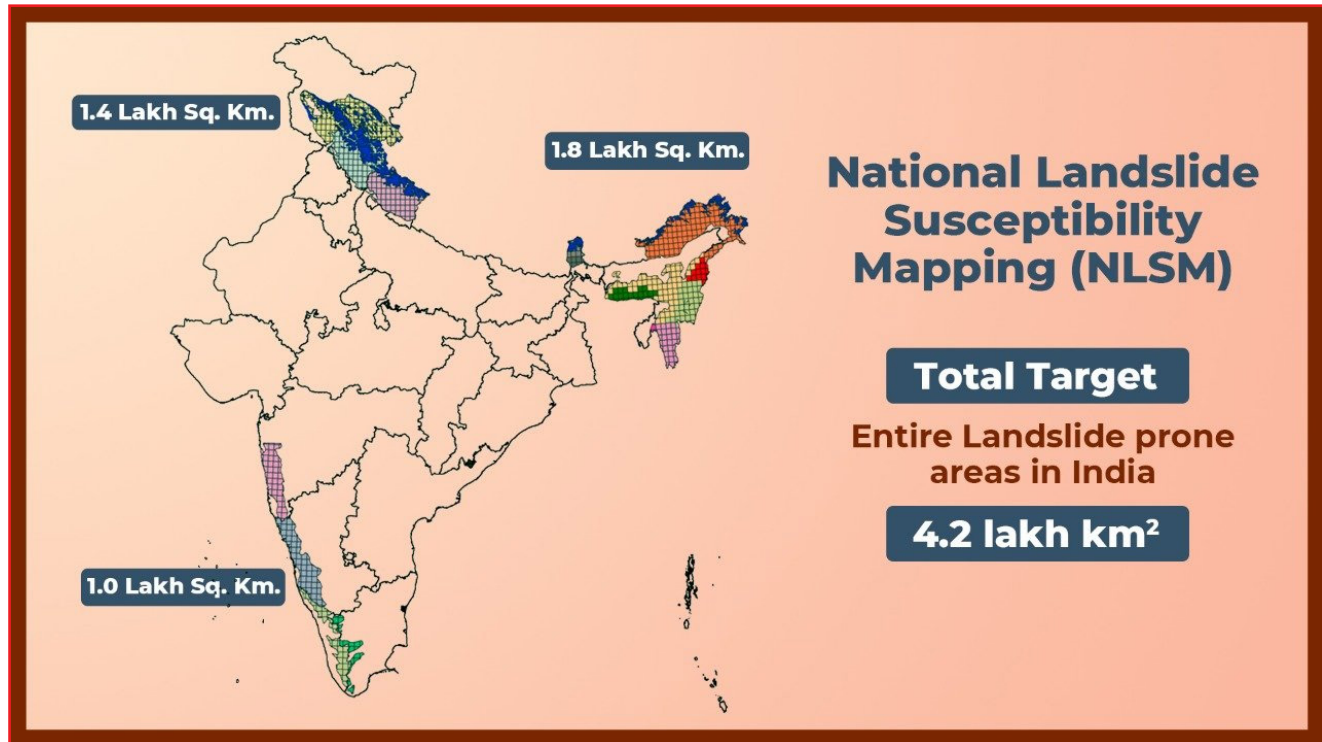 1.4 Lakh Sq. Km.
1.8 Lakh Sq. Km.
1.0 Lakh Sq. Km.
National Landslide
Susceptibility
Mapping (NLSM)
Total Target
Entire Landslide prone
areas in India
4.2 lakh km²